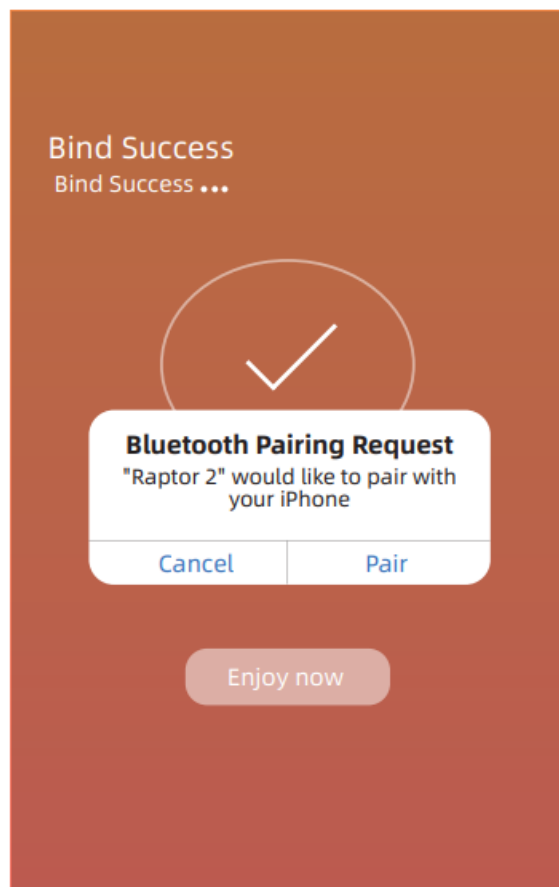 Bind Success
Bind Success •••
Bluetooth Pairing Request
"Raptor 2" would like to pair with
your iPhone
Cancel
Pair
Enjoy now